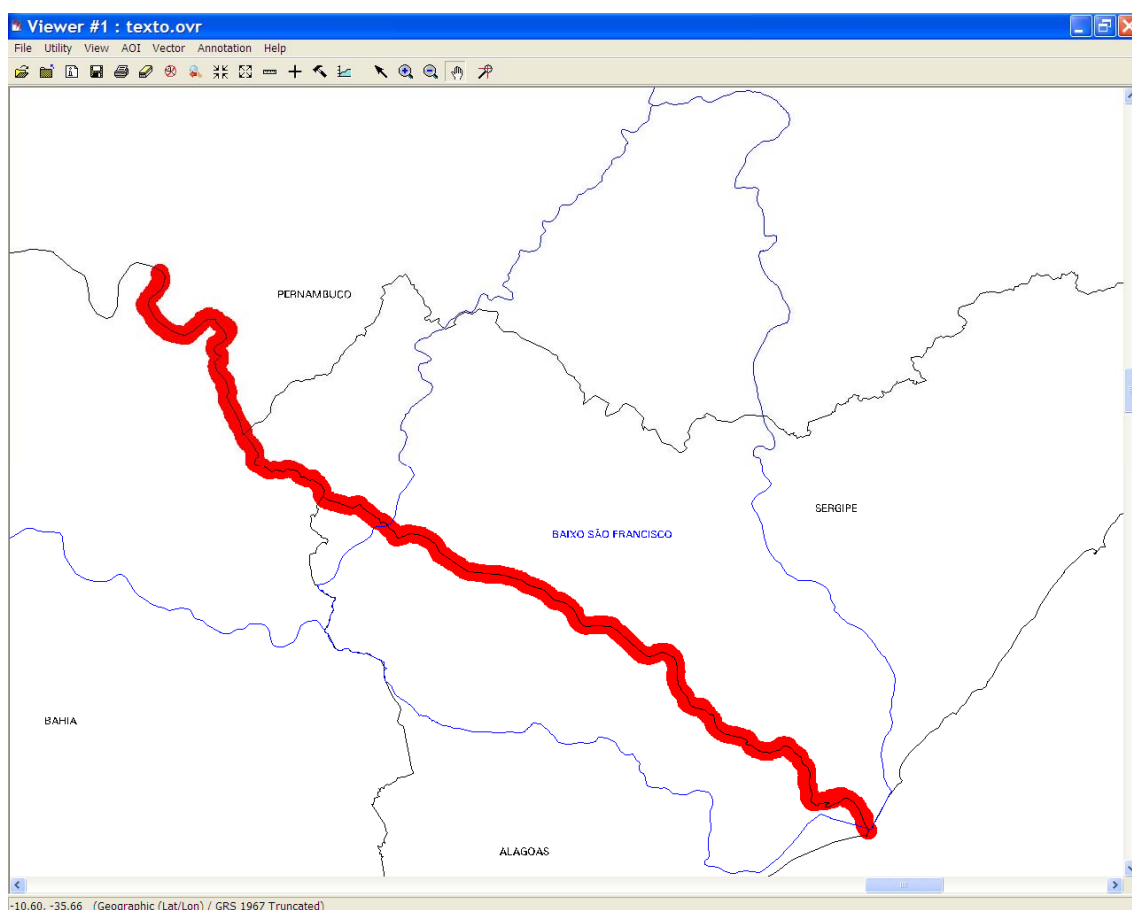 Viewer #1 : texto.ovr
File Utility View AOI Vector Annotation Help
PERNAMBUCO
SERGIPE
BAIXO SÃO FRANCISCO
BAHIA
ALAGOAS
-10.60, -35.66 (Geographic (Lat/Lon) / GRS 1967 Truncated)